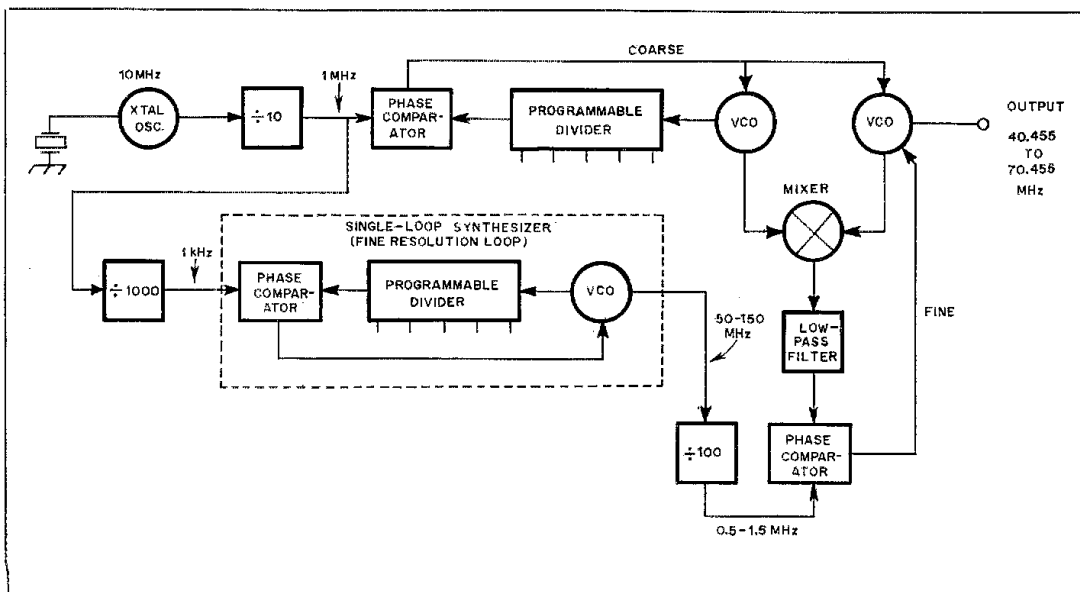 COARSE
10 MHz
1 MHz
XTAL
OSC.
÷10
PHASE
COMPAR-
ATOR
PROGRAMMABLE
DIVIDER
VCO
VCO
OUTPUT
40.455
TO
70.455
MHz
MIXER
SINGLE-LOOP SYNTHESIZER
(FINE RESOLUTION LOOP)
1 kHz
÷1000
PHASE
COMPAR-
ATOR
PROGRAMMABLE
DIVIDER
VCO
50-150
MHz
LOW-
PASS
FILTER
FINE
÷100
PHASE
COMPAR-
ATOR
0.5-1.5 MHz